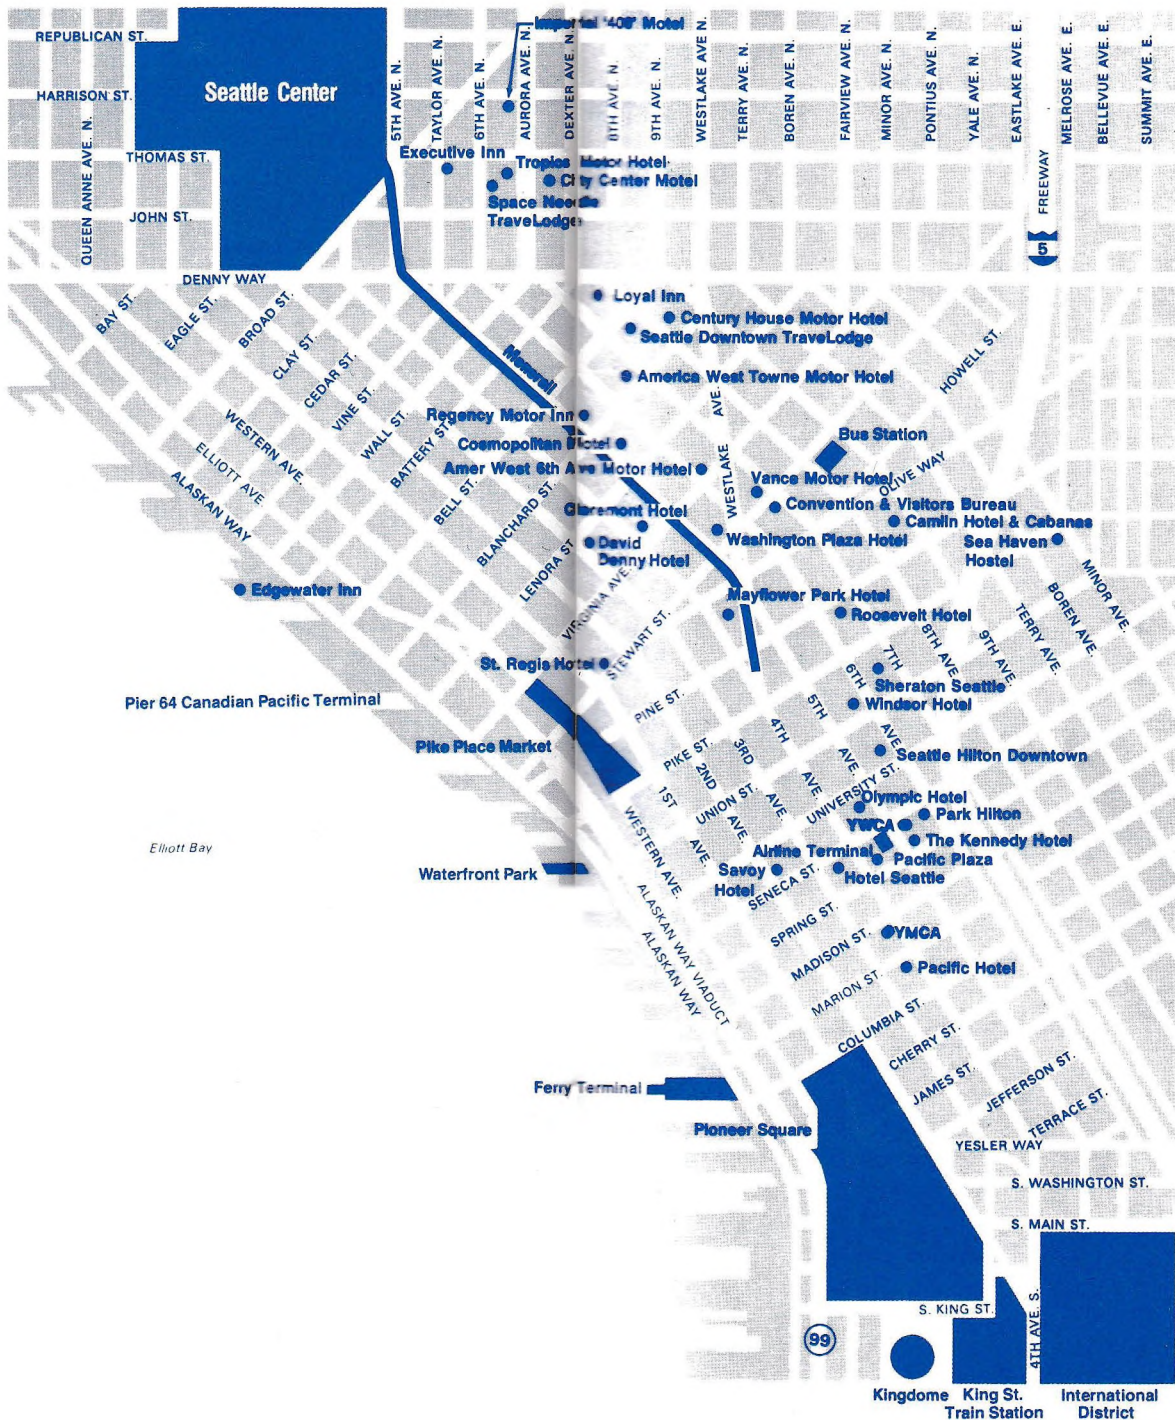 Imperial '400' Motel
REPUBLICAN ST.
HARRISON ST.
THOMAS ST.
JOHN ST.
QUEEN ANNE AVE. N.
Seattle Center
5TH AVE. N.
TAYLOR AVE. N.
6TH AVE. N.
AURORA AVE. N.
DEXTER AVE. N.
8TH AVE. N.
9TH AVE. N.
WESTLAKE AVE N.
TERRY AVE. N.
BOREN AVE. N.
FAIRVIEW AVE. N.
MINOR AVE. N.
PONTIUS AVE. N.
YALE AVE. N.
EASTLAKE AVE. E.
MELROSE AVE. E.
BELLEVUE AVE. E.
SUMMIT AVE. E.
FREEWAY
5
Executive Inn
Tropics Motor Hotel
City Center Motel
Space Needle
TraveLodge
DENNY WAY
BAY ST.
EAGLE ST.
BROAD ST.
CLAY ST.
CEDAR ST.
VINE ST.
WALL ST.
BATTERY ST.
BELL ST.
BLANCHARD ST.
LENORA ST.
VIRGINIA AVE.
STEWART ST.
WESTERN AVE.
ELLIOTT AVE
ALASKAN WAY
Monorail
Loyal Inn
Century House Motor Hotel
Seattle Downtown TraveLodge
America West Towne Motor Hotel
HOWELL ST.
Regency Motor Inn
Cosmopolitan Motel
Amer West 6th Ave Motor Hotel
WESTLAKE
AVE.
Bus Station
OLIVE WAY
Vance Motor Hotel
Convention & Visitors Bureau
Claremont Hotel
Camlin Hotel & Cabanas
Washington Plaza Hotel
Sea Haven
Hostel
David
Denny Hotel
Edgewater Inn
Mayflower Park Hotel
Roosevelt Hotel
MINOR AVE.
BOREN AVE.
TERRY AVE.
9TH AVE.
8TH AVE.
7TH
AVE
6TH
AVE
5TH
AVE
4TH
AVE
3RD
AVE.
2ND
AVE.
1ST
St. Regis Hotel
Sheraton Seattle
Windsor Hotel
Pier 64 Canadian Pacific Terminal
PINE ST.
PIKE ST.
UNION ST.
UNIVERSITY ST.
Pike Place Market
Seattle Hilton Downtown
Olympic Hotel
Park Hilton
YWCA
The Kennedy Hotel
Airline Terminal
Pacific Plaza
Savoy
Hotel
Hotel Seattle
SENECA ST.
SPRING ST.
Elliott Bay
Waterfront Park
WESTERN AVE.
ALASKAN WAY VIADUCT
ALASKAN WAY
MADISON ST.
YMCA
MARION ST.
Pacific Hotel
COLUMBIA ST.
CHERRY ST.
JAMES ST.
JEFFERSON ST.
TERRACE ST.
Ferry Terminal
Pioneer Square
YESLER WAY
S. WASHINGTON ST.
S. MAIN ST.
S. KING ST.
4TH AVE. S.
99
Kingdome
King St.
Train Station
International
District